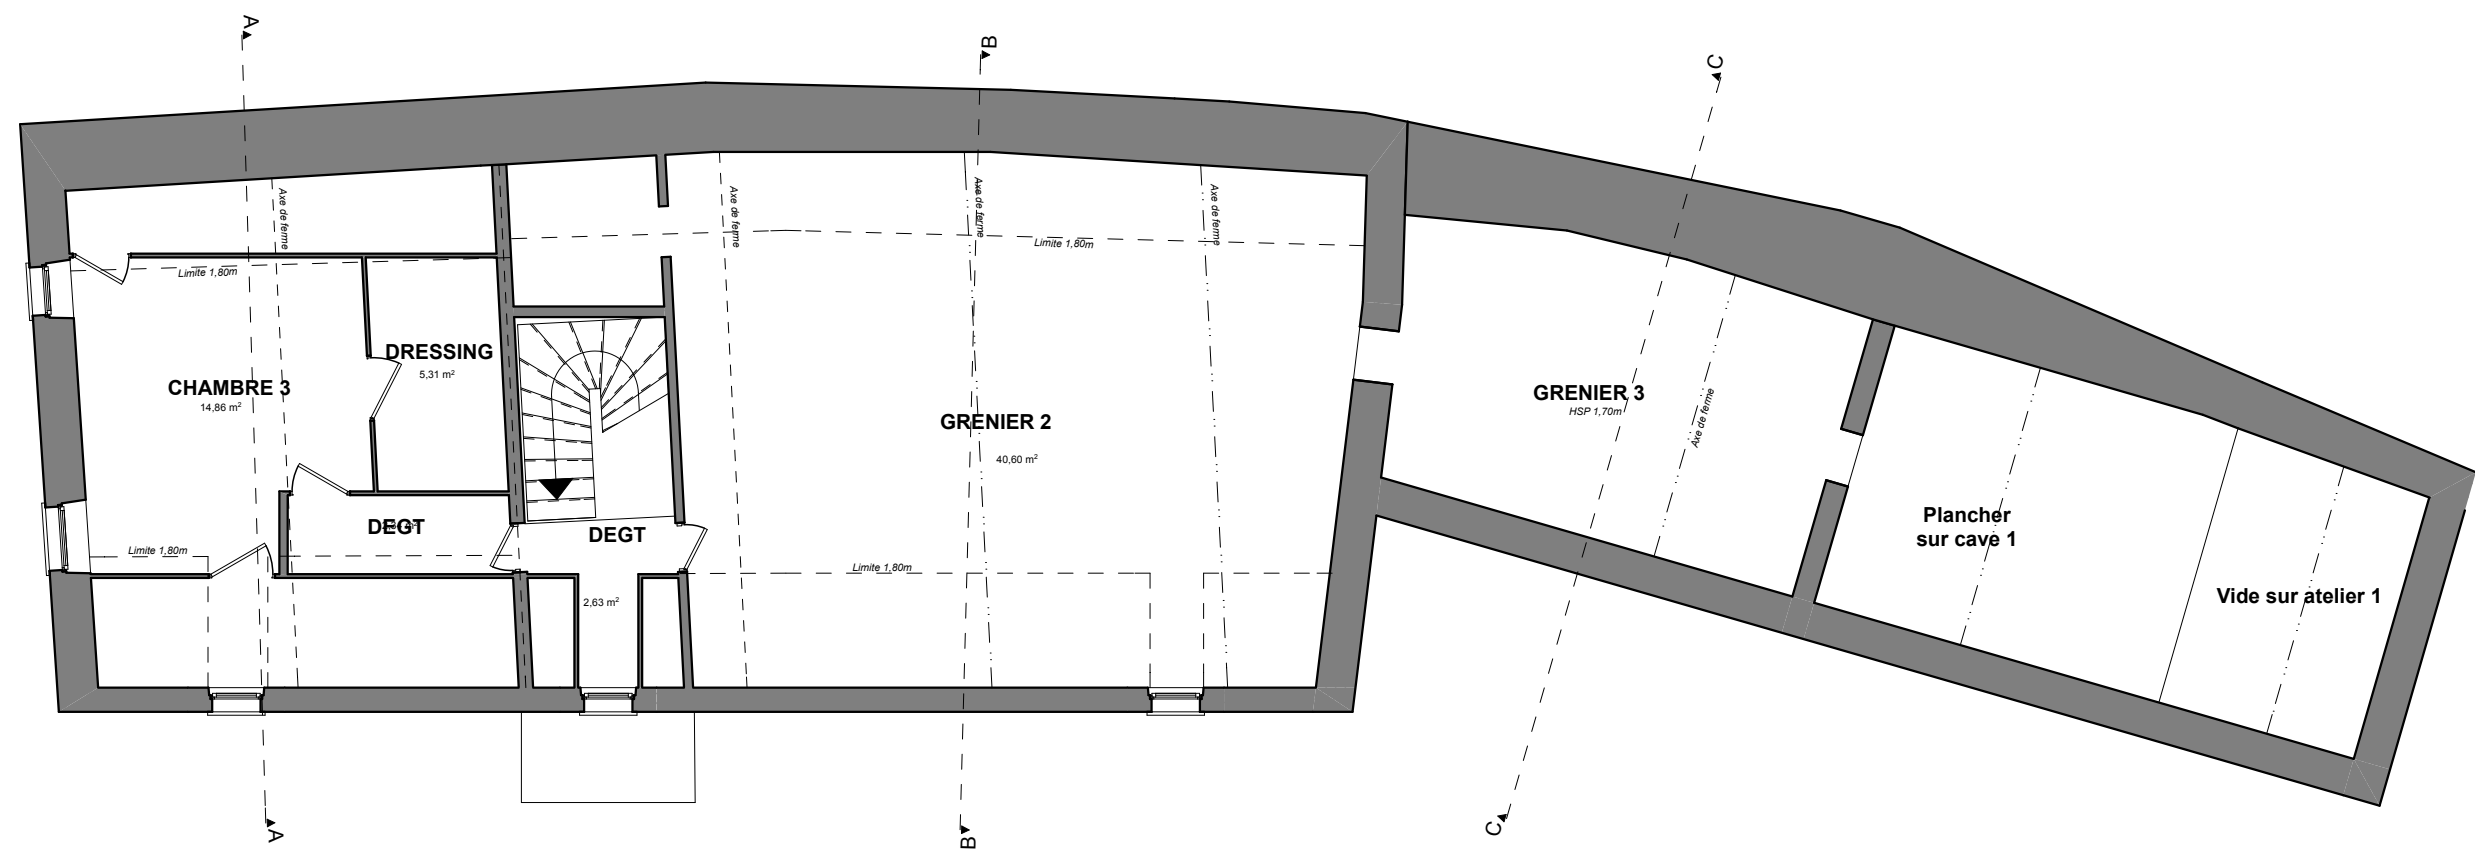 A
B
C
Axe de ferme
Axe de ferme
Axe de ferme
Axe de ferme
Limite 1,80m
Limite 1,80m
DRESSING
5,31 m²
CHAMBRE 3
14,86 m²
GRENIER 2
40,60 m²
GRENIER 3
HSP 1,70m
Axe de ferme
DEGT
DEGT
Plancher
sur cave 1
Limite 1,80m
Limite 1,80m
2,63 m²
Vide sur atelier 1
A
B
C